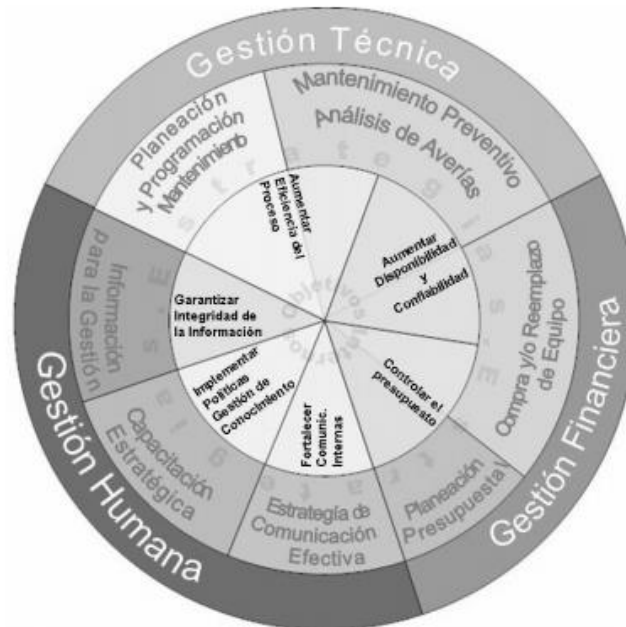 Gestión Técnica
Planeación
y Programación
Mantenimiento
Mantenimiento Preventivo
Análisis de Averías
Aumentar
Eficiencia del
Proceso
Aumentar
Disponibilidad
y
Confiabilidad
Gestión Financiera
Compra y/o Reemplazo
de Equipo
Controlar el
presupuesto
Planeación
Presupuestal
Gestión Humana
Información
para la Gestión
Garantizar
Integridad de
la Información
Implementar
Políticas
Gestión de
Conocimiento
Capacitación
Estratégica
Fortalecer
Comunic.
Internas
Estrategia de
Comunicación
Efectiva
Objetivos